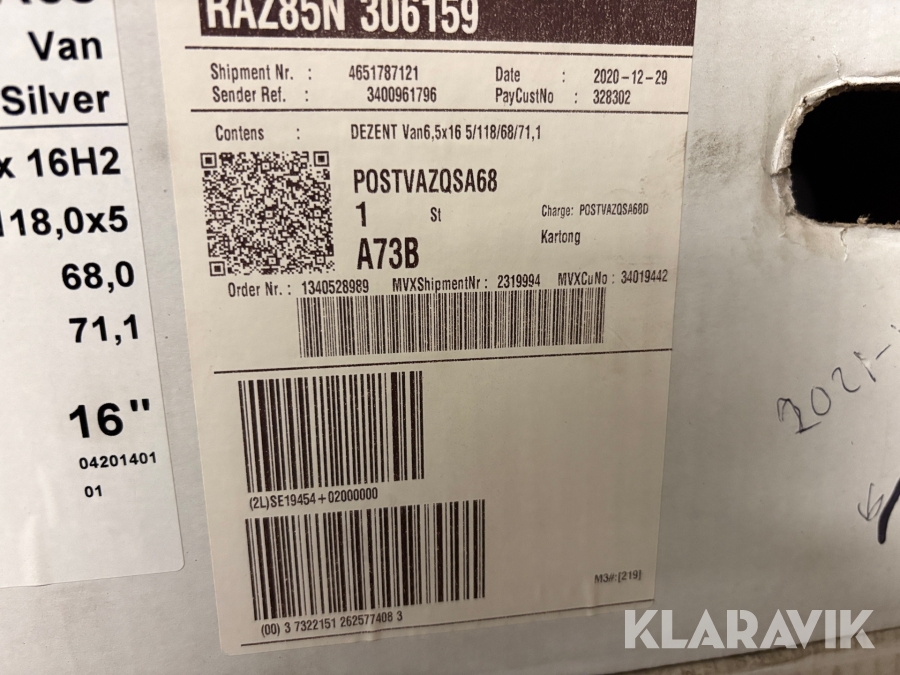 Van
Silver
x 16H2
118,0x5
68,0
71,1
16"
04201401
01
RAZ85N 306159
Shipment Nr. : 4651787121 Date : 2020-12-29
Sender Ref. : 3400961796 PayCustNo : 328302
Contens : DEZENT Van6,5x16 5/118/68/71,1
POSTVAZQSA68
1 St Charge: POSTVAZQSA68D
A73B Kartong
Order Nr.: 1340528989 MVXShipmentNr: 2319994 MVXCuNo: 34019442
(2L)SE19454+02000000
M3#:[219]
(00) 3 7322151 262577408 3
2021-
KLARAVIK